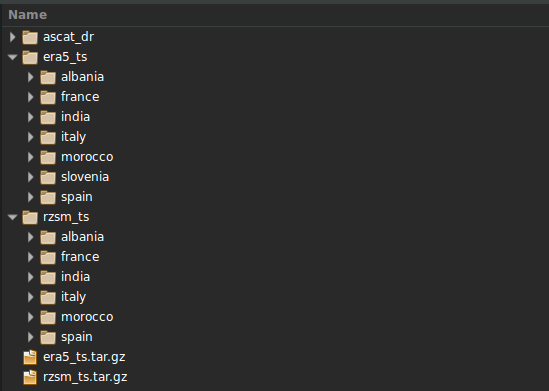 Name
ascat_dr
era5_ts
albania
france
india
italy
morocco
slovenia
spain
rzsm_ts
albania
france
india
italy
morocco
spain
era5_ts.tar.gz
rzsm_ts.tar.gz